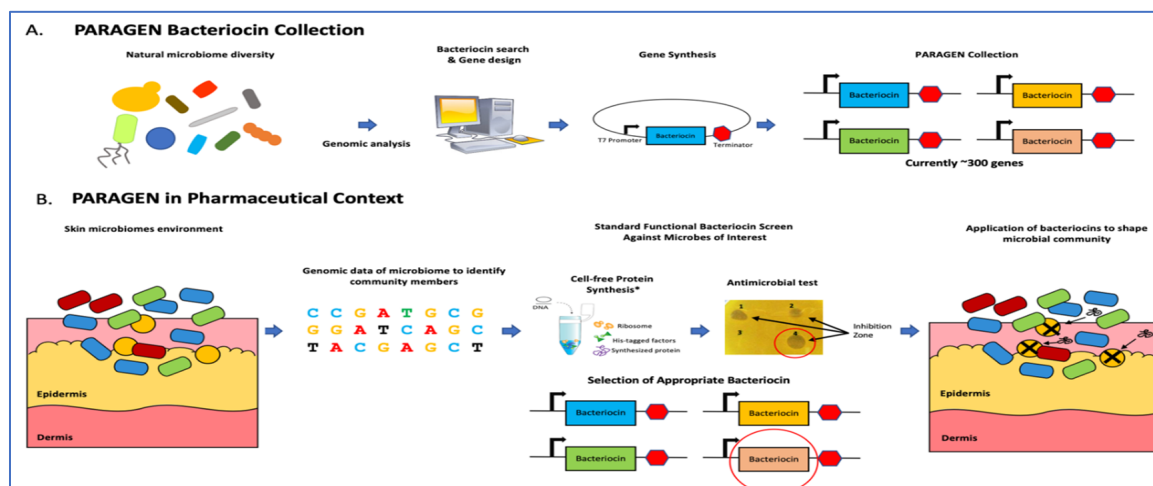 A. PARAGEN Bacteriocin Collection
Natural microbiome diversity
Genomic analysis
Bacteriocin search
& Gene design
Gene Synthesis
T7 Promoter
Bacteriocin
Terminator
PARAGEN Collection
Bacteriocin
Bacteriocin
Bacteriocin
Bacteriocin
Currently ~300 genes
B. PARAGEN in Pharmaceutical Context
Skin microbiomes environment
Epidermis
Dermis
Genomic data of microbiome to identify
community members
C C G A T G C G
G G A T C A G C
T A C G A G C T
Standard Functional Bacteriocin Screen
Against Microbes of Interest
Cell-free Protein
Synthesis*
DNA
Ribosome
His-tagged factors
Synthesized protein
Antimicrobial test
1
2
3
4
Inhibition
Zone
Selection of Appropriate Bacteriocin
Bacteriocin
Bacteriocin
Bacteriocin
Bacteriocin
Application of bacteriocins to shape
microbial community
Epidermis
Dermis